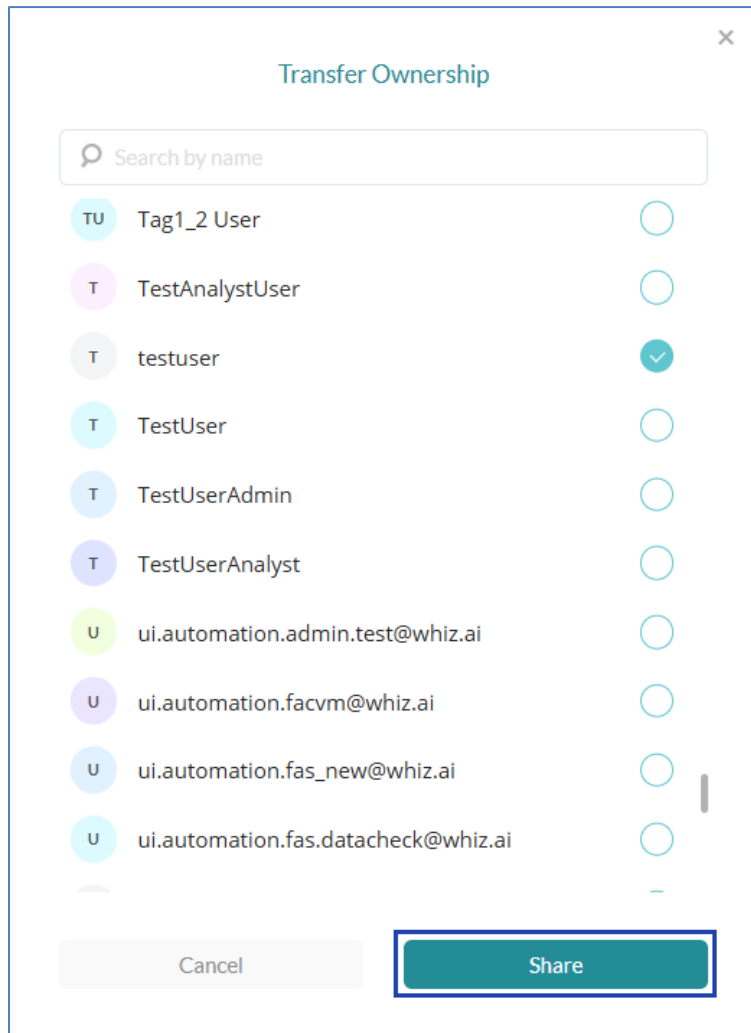 Transfer Ownership
Search by name
TU Tag1_2 User
T TestAnalystUser
T testuser
T TestUser
T TestUserAdmin
T TestUserAnalyst
U ui.automation.admin.test@whiz.ai
U ui.automation.facvm@whiz.ai
U ui.automation.fas_new@whiz.ai
U ui.automation.fas.datacheck@whiz.ai
Cancel Share